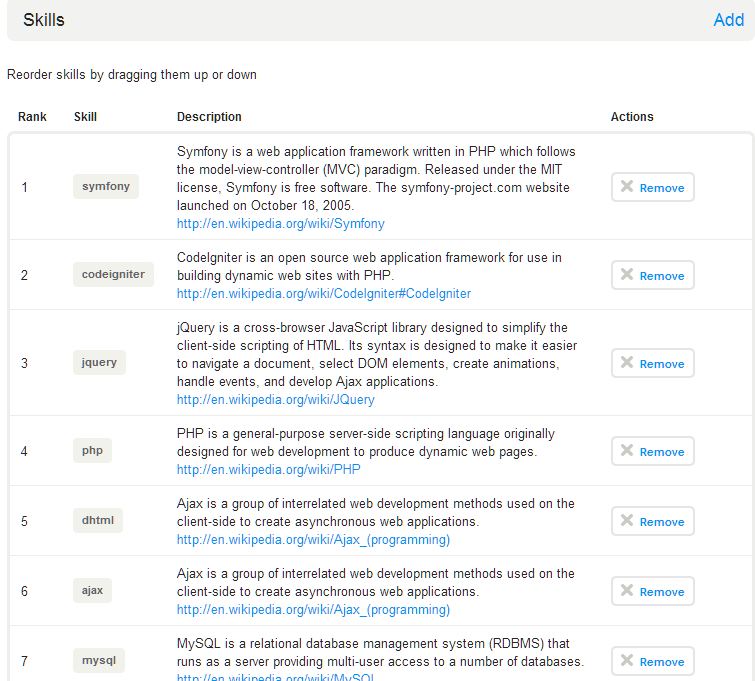 Skills Add
Reorder skills by dragging them up or down
Rank Skill Description Actions
Symfony is a web application framework written in PHP which follows
the model-view-controller (MVC) paradigm. Released under the MIT
1 symfony license, Symfony is free software. The symfony-project.com website Remove
launched on October 18, 2005.
http://en.wikipedia.org/wiki/Symfony
CodeIgniter is an open source web application framework for use in
2 codeigniter building dynamic web sites with PHP. Remove
http://en.wikipedia.org/wiki/CodeIgniter#CodeIgniter
jQuery is a cross-browser JavaScript library designed to simplify the
client-side scripting of HTML. Its syntax is designed to make it easier
3 jquery to navigate a document, select DOM elements, create animations, Remove
handle events, and develop Ajax applications.
http://en.wikipedia.org/wiki/JQuery
PHP is a general-purpose server-side scripting language originally
4 php designed for web development to produce dynamic web pages. Remove
http://en.wikipedia.org/wiki/PHP
Ajax is a group of interrelated web development methods used on the
5 dhtml client-side to create asynchronous web applications. Remove
http://en.wikipedia.org/wiki/Ajax_(programming)
Ajax is a group of interrelated web development methods used on the
6 ajax client-side to create asynchronous web applications. Remove
http://en.wikipedia.org/wiki/Ajax_(programming)
MySQL is a relational database management system (RDBMS) that
7 mysql runs as a server providing multi-user access to a number of databases. Remove
http://en.wikipedia.org/wiki/MySQL